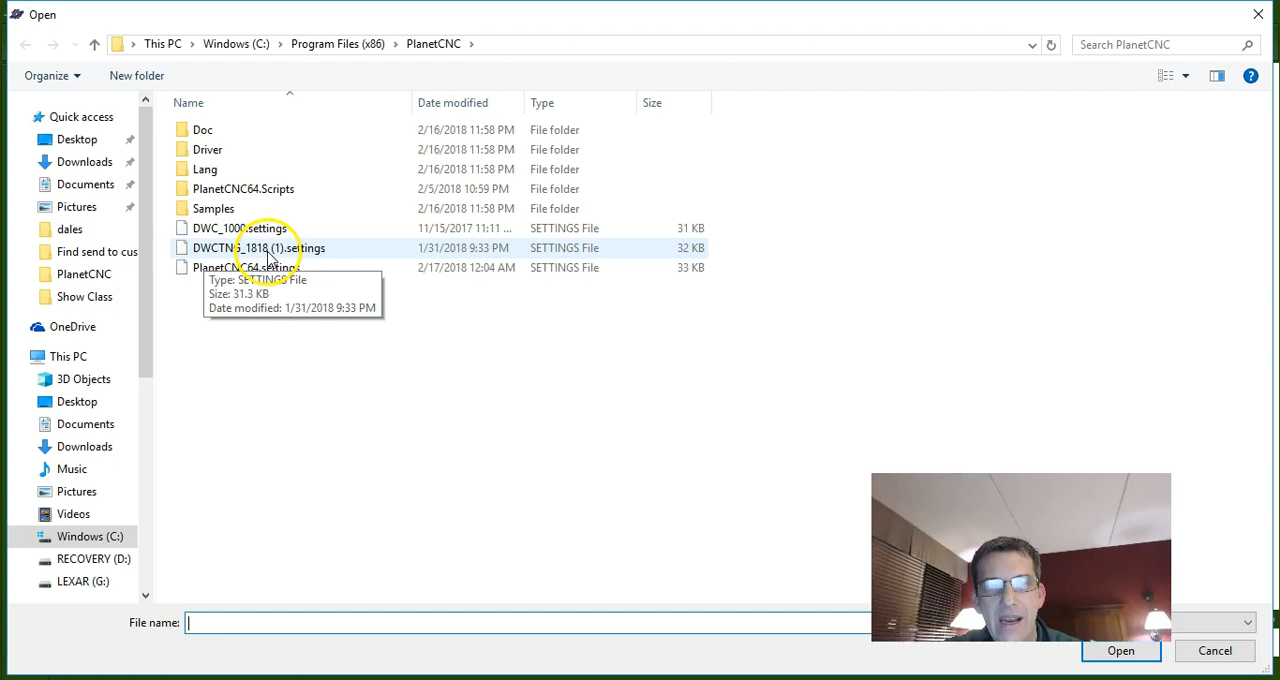 Open
This PC > Windows (C:) > Program Files (x86) > PlanetCNC >
Search PlanetCNC
Organize
New folder
Name
Date modified
Type
Size
Doc 2/16/2018 11:58 PM File folder
Driver 2/16/2018 11:58 PM File folder
Lang 2/16/2018 11:58 PM File folder
PlanetCNC64.Scripts 2/5/2018 10:59 PM File folder
Samples 2/16/2018 11:58 PM File folder
DWC_1000.settings 11/15/2017 11:11 ... SETTINGS File 31 KB
DWCTNG_1818 (1).settings 1/31/2018 9:33 PM SETTINGS File 32 KB
PlanetCNC64.settings 2/17/2018 12:04 AM SETTINGS File 33 KB
Type: SETTINGS File
Size: 31.3 KB
Date modified: 1/31/2018 9:33 PM
Quick access
Desktop
Downloads
Documents
Pictures
dales
Find send to cus
PlanetCNC
Show Class
OneDrive
This PC
3D Objects
Desktop
Documents
Downloads
Music
Pictures
Videos
Windows (C:)
RECOVERY (D:)
LEXAR (G:)
File name:
Open
Cancel